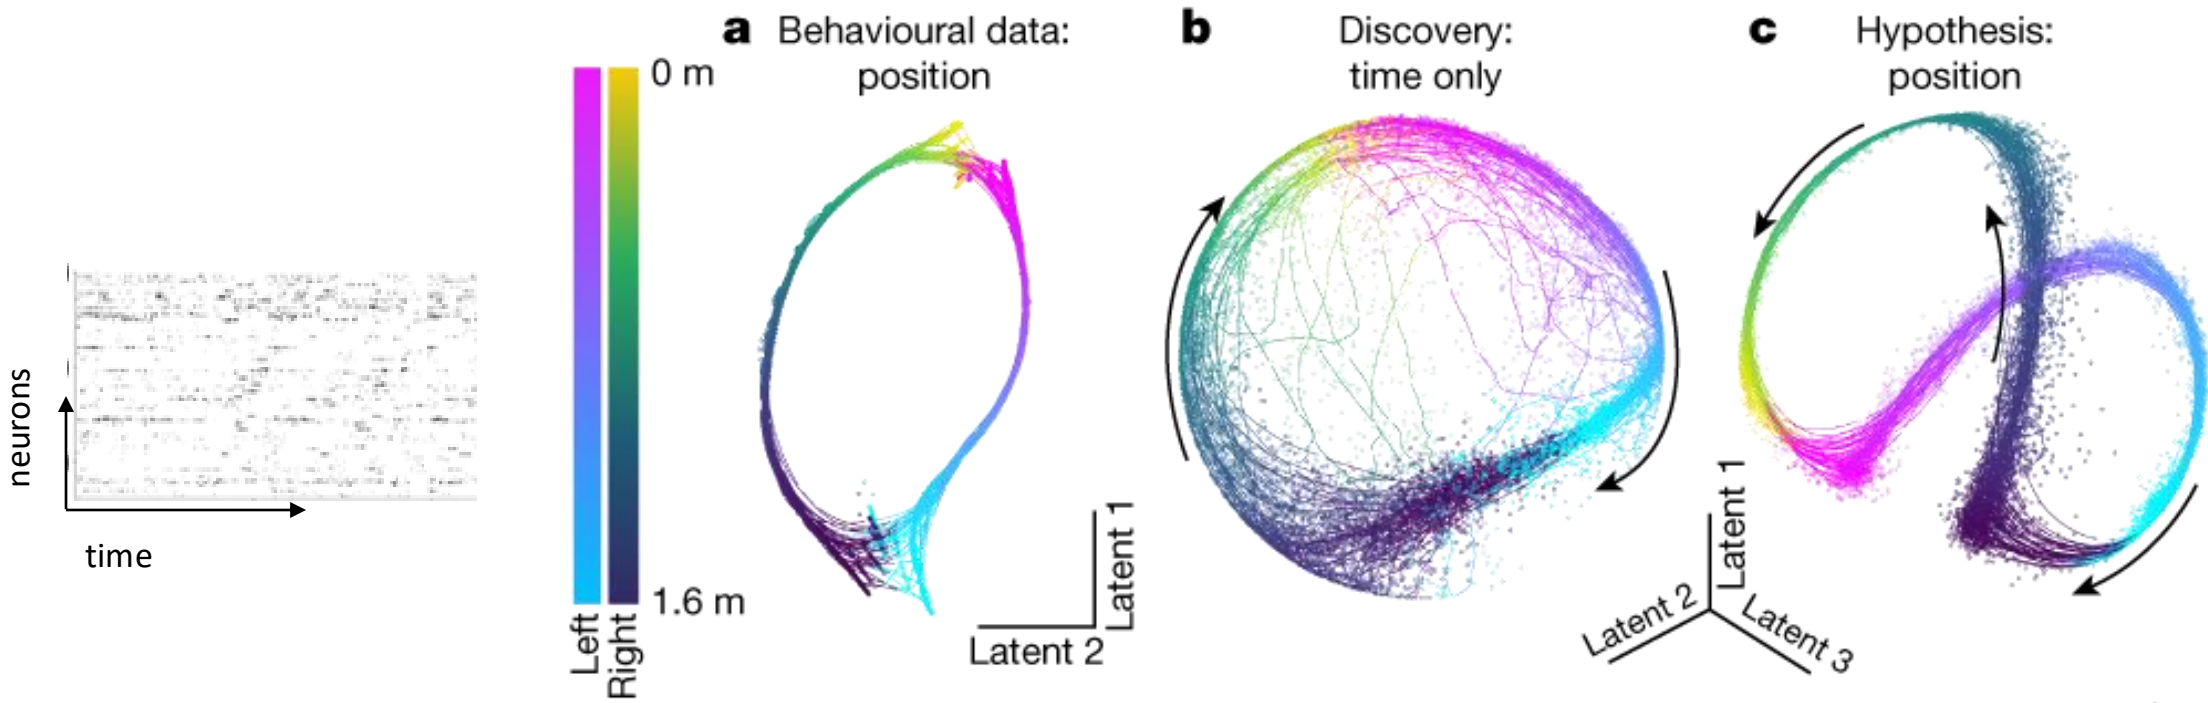 neurons
time
Left
Right
0 m
1.6 m
a Behavioural data:
position
Latent 1
Latent 2
b Discovery:
time only
c Hypothesis:
position
Latent 1
Latent 2
Latent 3